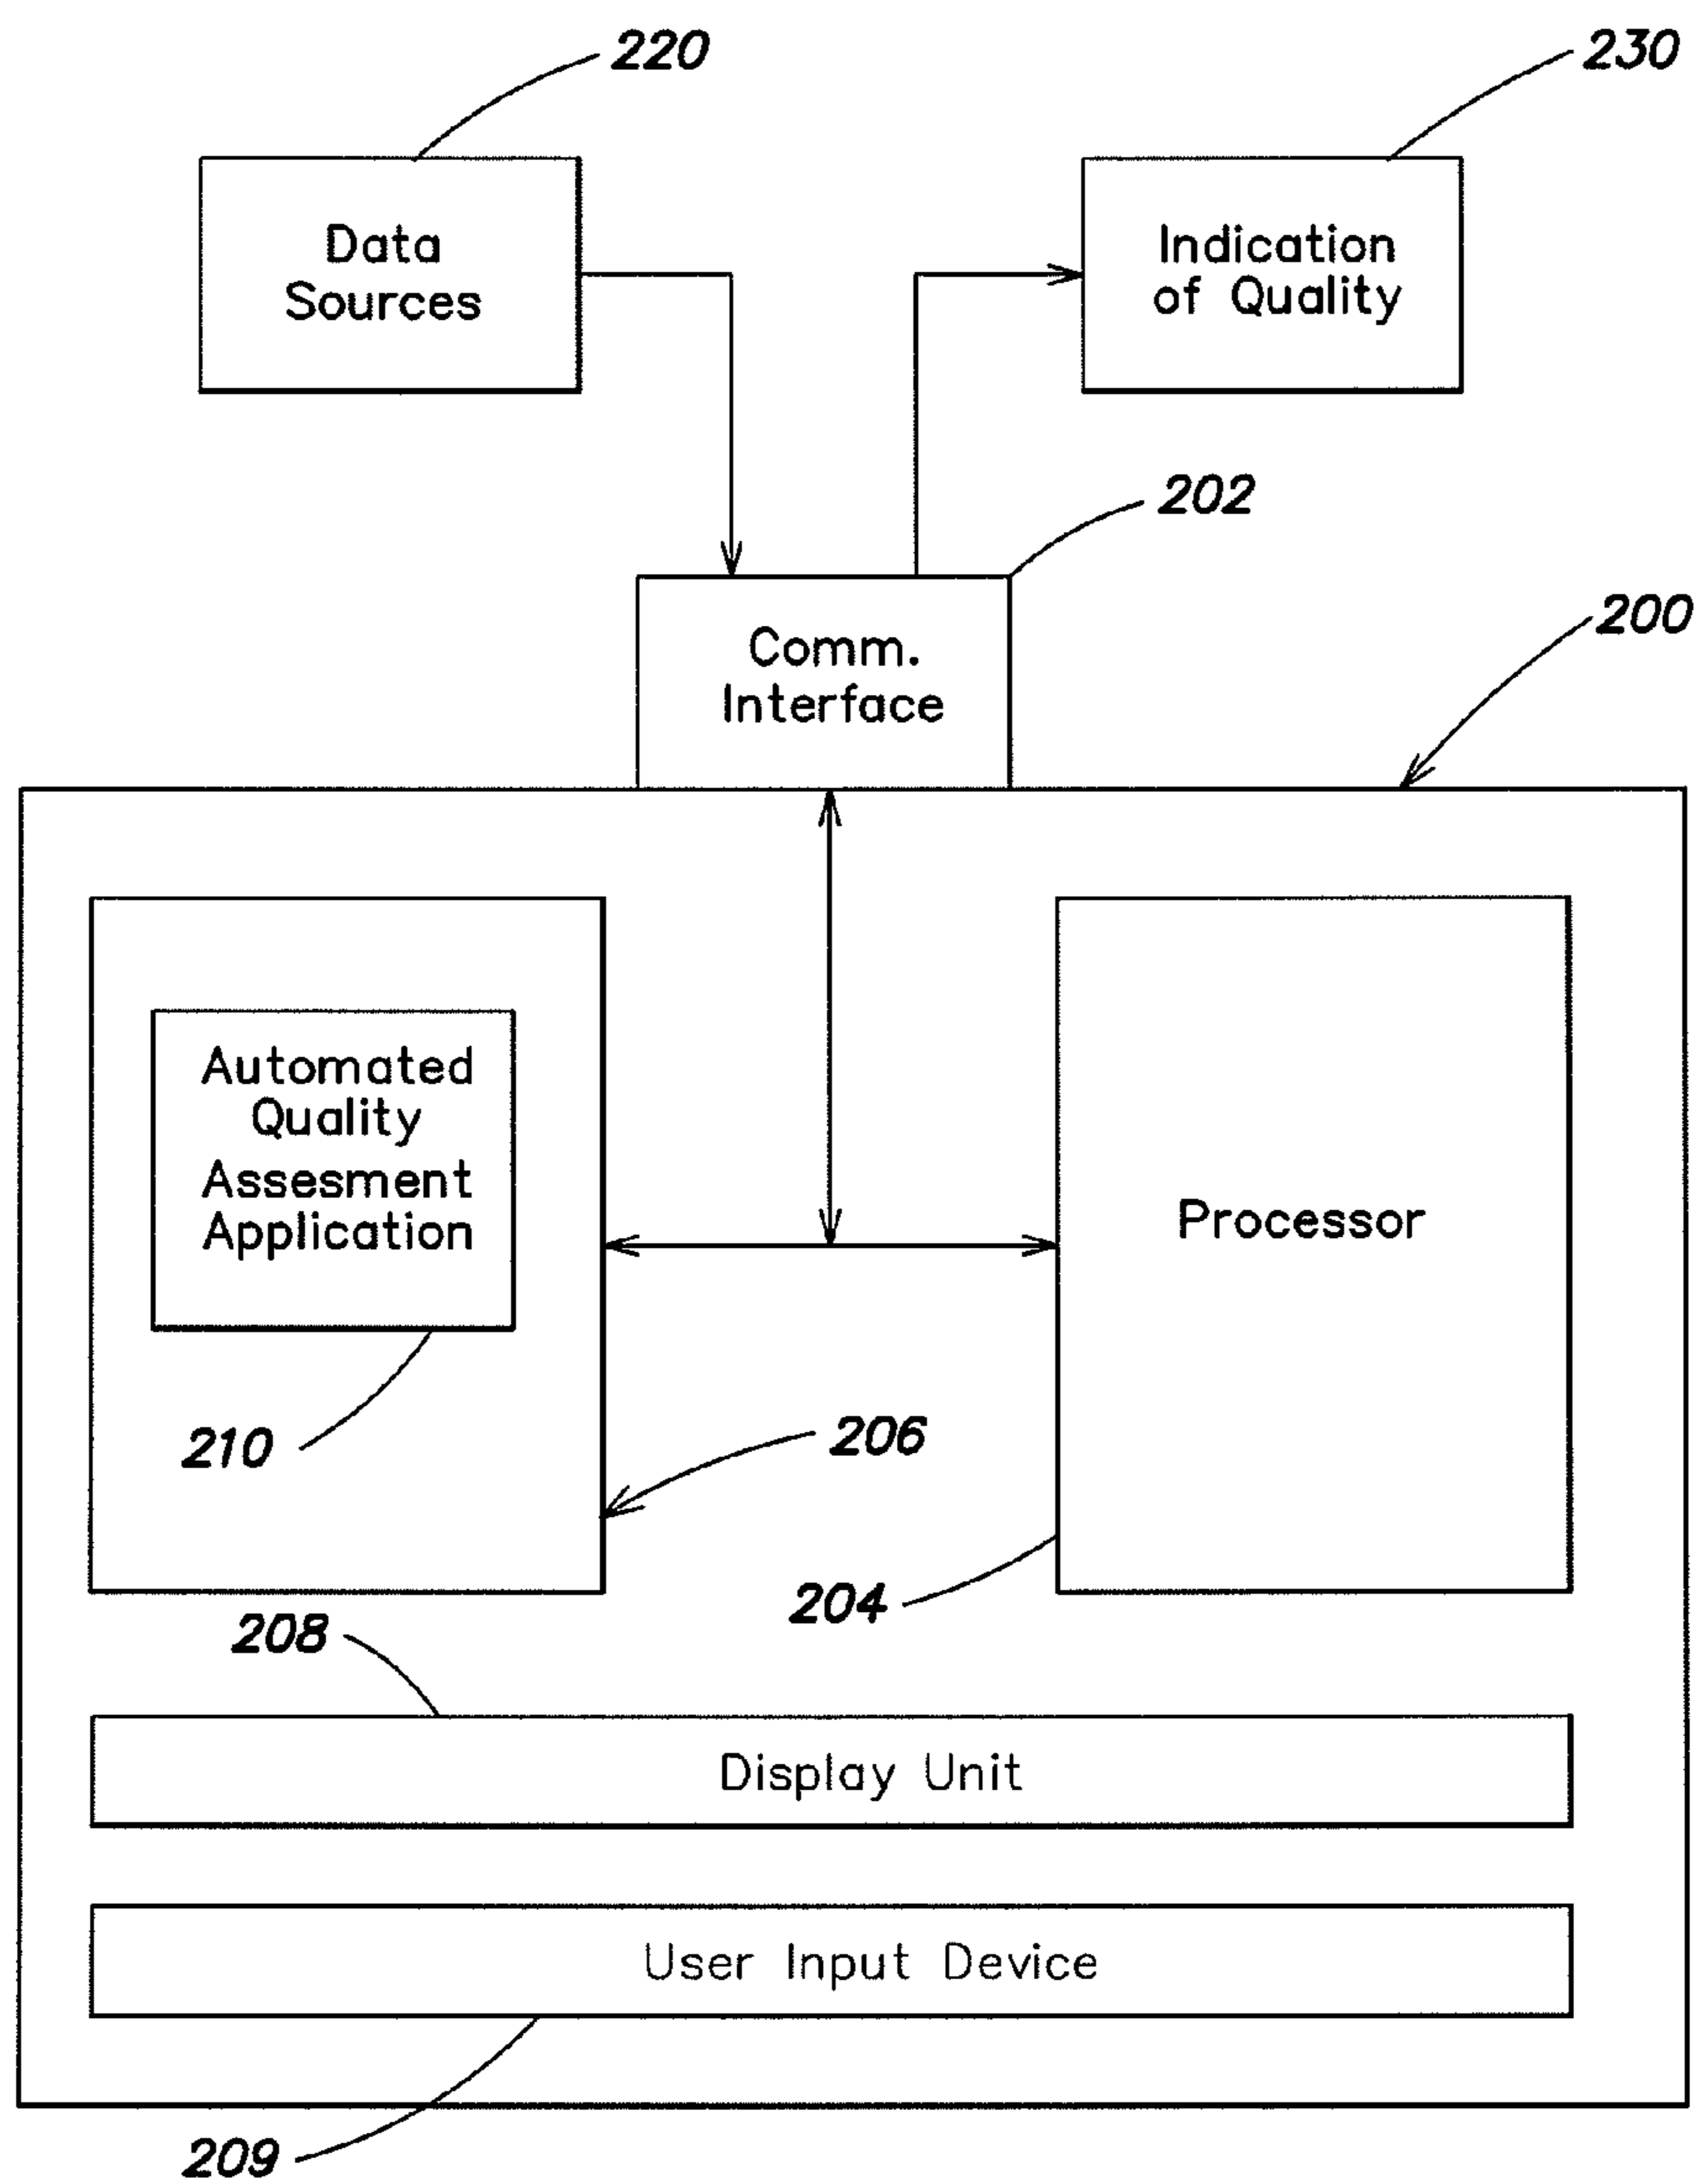 220
230
Data
Sources
Indication
of Quality
202
200
Comm.
Interface
Automated
Quality
Assesment
Application
Processor
210
206
204
208
Display Unit
User Input Device
209